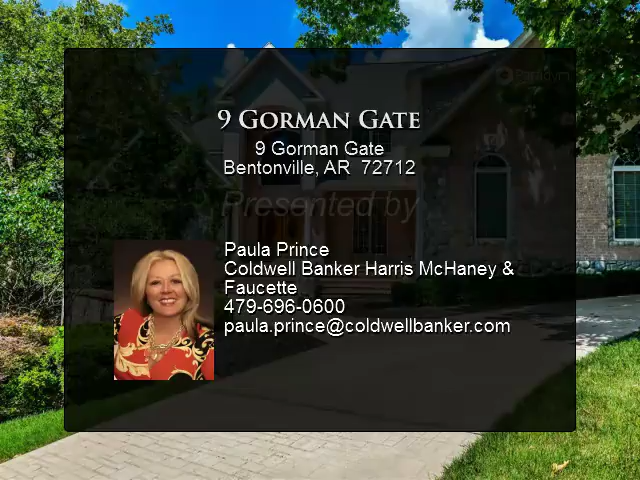 9 Gorman Gate
9 Gorman Gate
Bentonville, AR 72712
Presented by
Paula Prince
Coldwell Banker Harris McHaney &
Faucette
479-696-0600
paula.prince@coldwellbanker.com